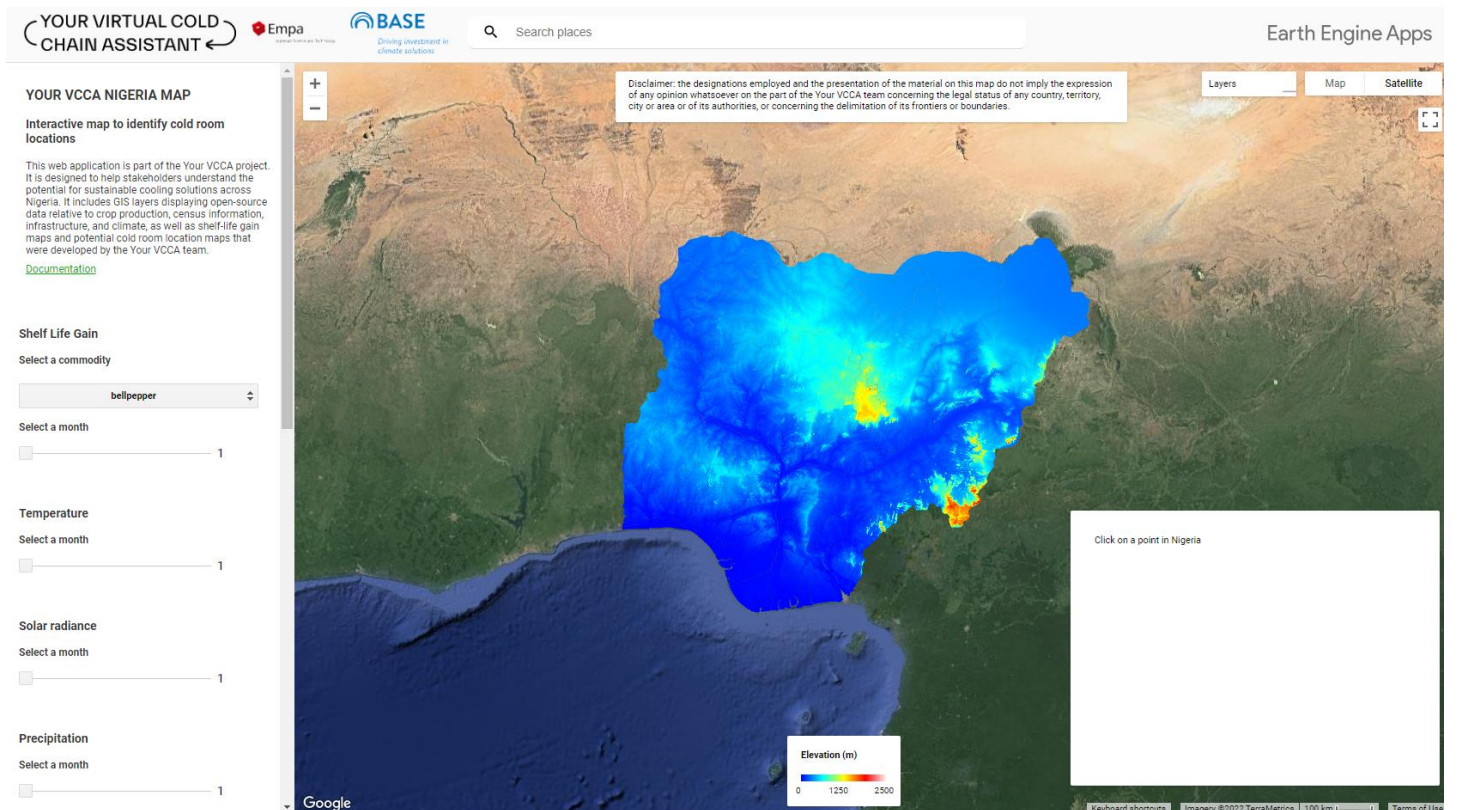 YOUR VIRTUAL COLD
CHAIN ASSISTANT
Empa
BASE
Driving investment in
climate solutions
Search places
Earth Engine Apps
YOUR VCCA NIGERIA MAP
Interactive map to identify cold room
locations
This web application is part of the Your VCCA project.
It is designed to help stakeholders understand the
potential for sustainable cooling solutions across
Nigeria. It includes GIS layers displaying open-source
data relative to crop production, census information,
infrastructure, and climate, as well as shelf-life gain
maps and potential cold room location maps that
were developed by the Your VCCA team.
Documentation
Shelf Life Gain
Select a commodity
bellpepper
Select a month
1
Temperature
Select a month
1
Solar radiance
Select a month
1
Precipitation
Select a month
1
+
−
Disclaimer: the designations employed and the presentation of the material on this map do not imply the expression
of any opinion whatsoever on the part of the Your VCCA team concerning the legal status of any country, territory,
city or area or of its authorities, or concerning the delimitation of its frontiers or boundaries.
Layers
Map
Satellite
Click on a point in Nigeria
Elevation (m)
0 1250 2500
Google
Keyboard shortcuts Imagery ©2022 TerraMetrics 100 km Terms of Use